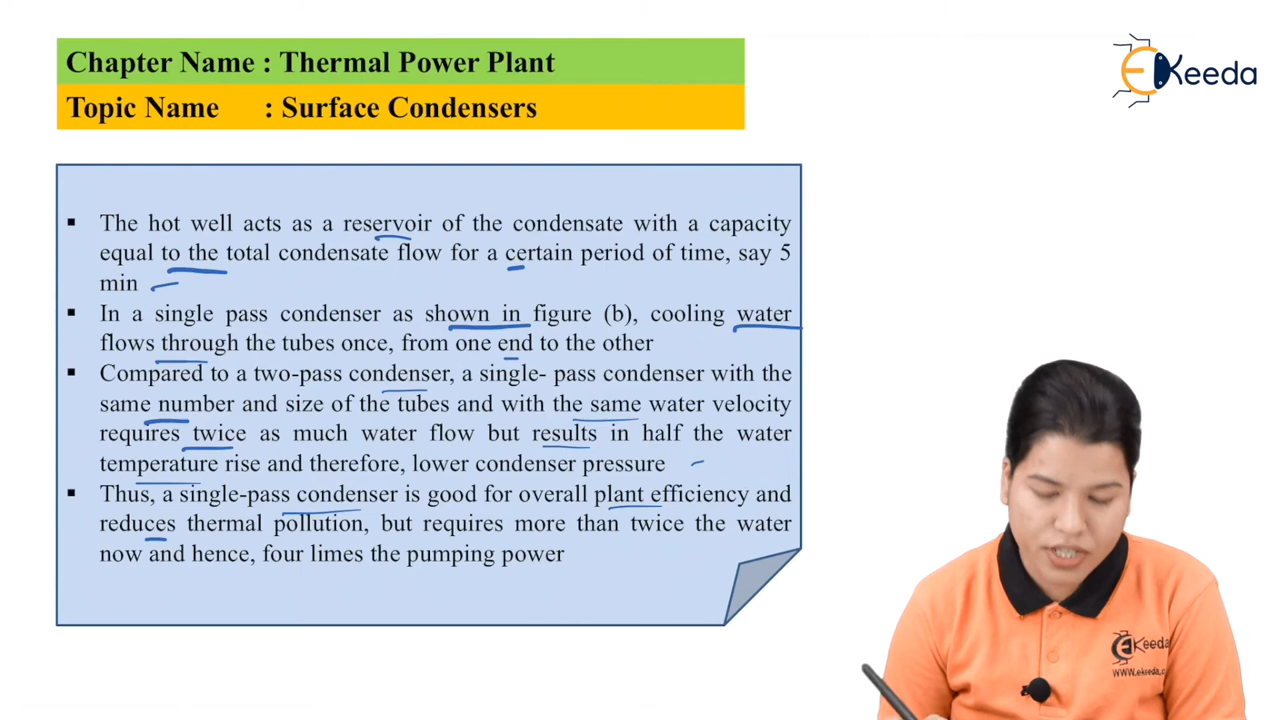 Chapter Name : Thermal Power Plant
Topic Name : Surface Condensers
EKeeda
▪ The hot well acts as a reservoir of the condensate with a capacity
equal to the total condensate flow for a certain period of time, say 5
min
▪ In a single pass condenser as shown in figure (b), cooling water
flows through the tubes once, from one end to the other
▪ Compared to a two-pass condenser, a single- pass condenser with the
same number and size of the tubes and with the same water velocity
requires twice as much water flow but results in half the water
temperature rise and therefore, lower condenser pressure
▪ Thus, a single-pass condenser is good for overall plant efficiency and
reduces thermal pollution, but requires more than twice the water
now and hence, four limes the pumping power
EKeeda